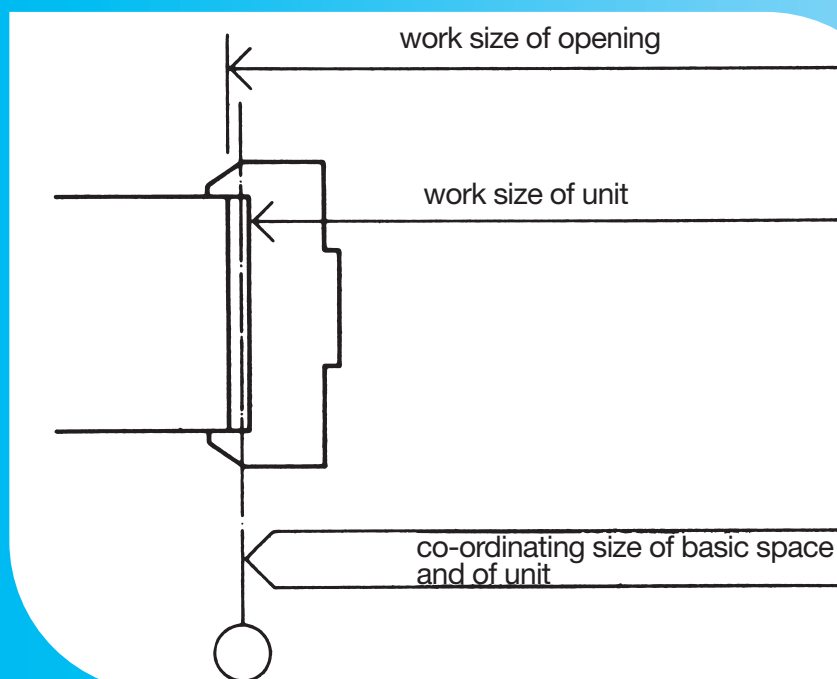 work size of opening
work size of unit
co-ordinating size of basic space
and of unit